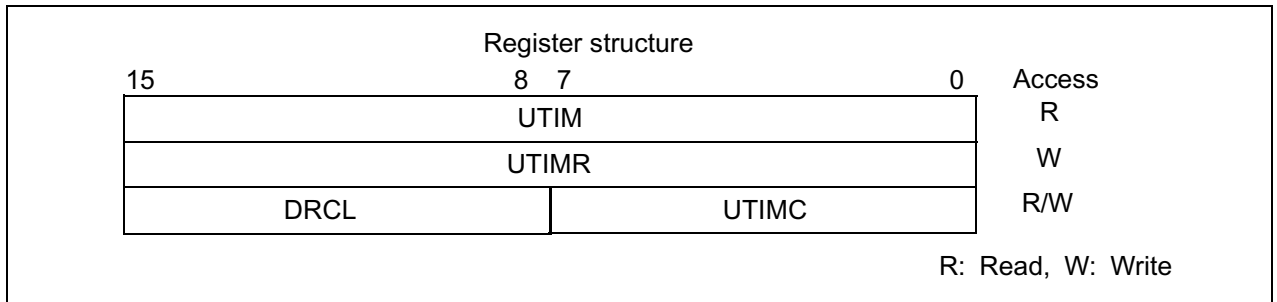 Register structure
15 8 7 0 Access
UTIM R
UTIMR W
DRCL UTIMC R/W
R: Read, W: Write